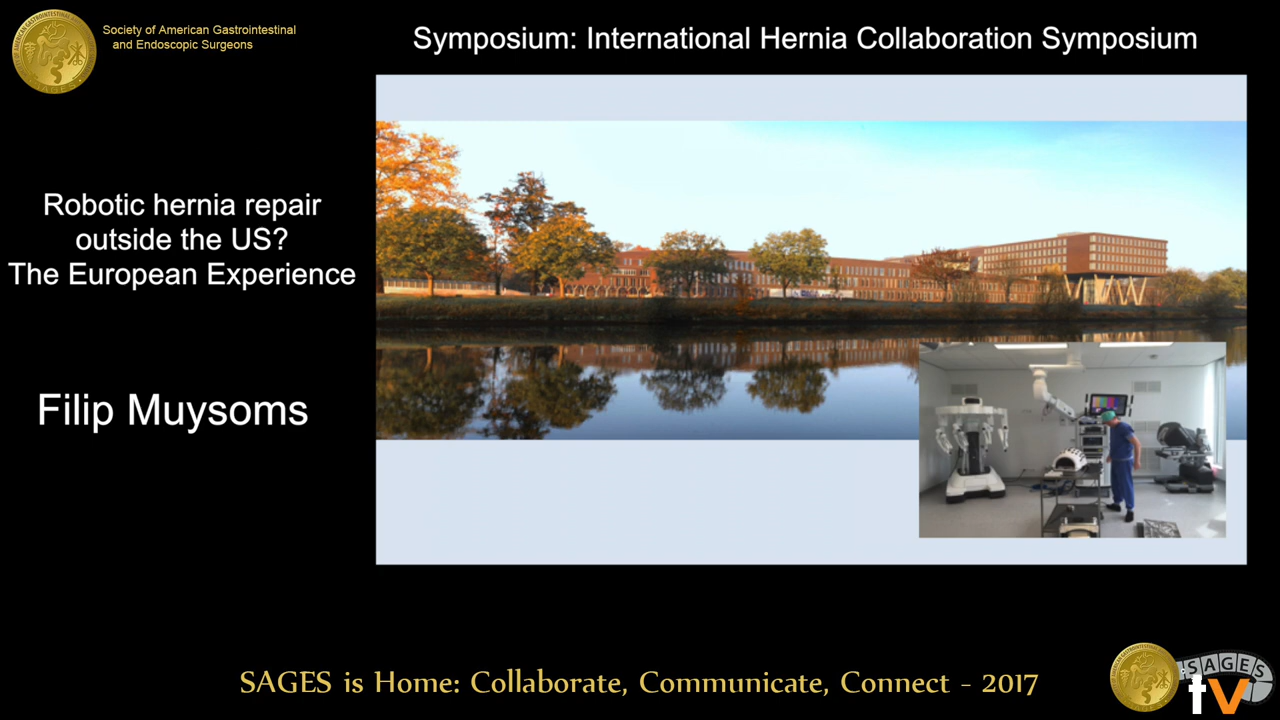 Society of American Gastrointestinal
and Endoscopic Surgeons
Symposium: International Hernia Collaboration Symposium
Robotic hernia repair
outside the US?
The European Experience
Filip Muysoms
SAGES is Home: Collaborate, Communicate, Connect - 2017
SAGES
tv